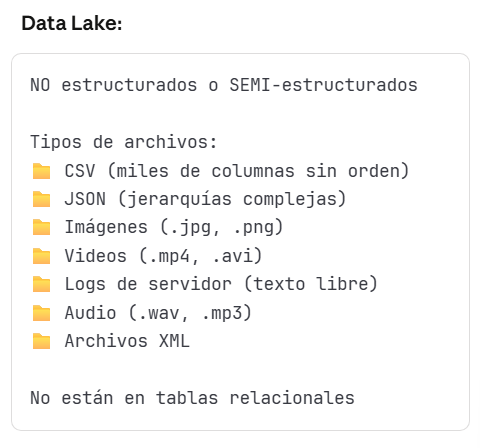 Data Lake:
NO estructurados o SEMI-estructurados
Tipos de archivos:
📁 CSV (miles de columnas sin orden)
📁 JSON (jerarquías complejas)
📁 Imágenes (.jpg, .png)
📁 Videos (.mp4, .avi)
📁 Logs de servidor (texto libre)
📁 Audio (.wav, .mp3)
📁 Archivos XML
No están en tablas relacionales